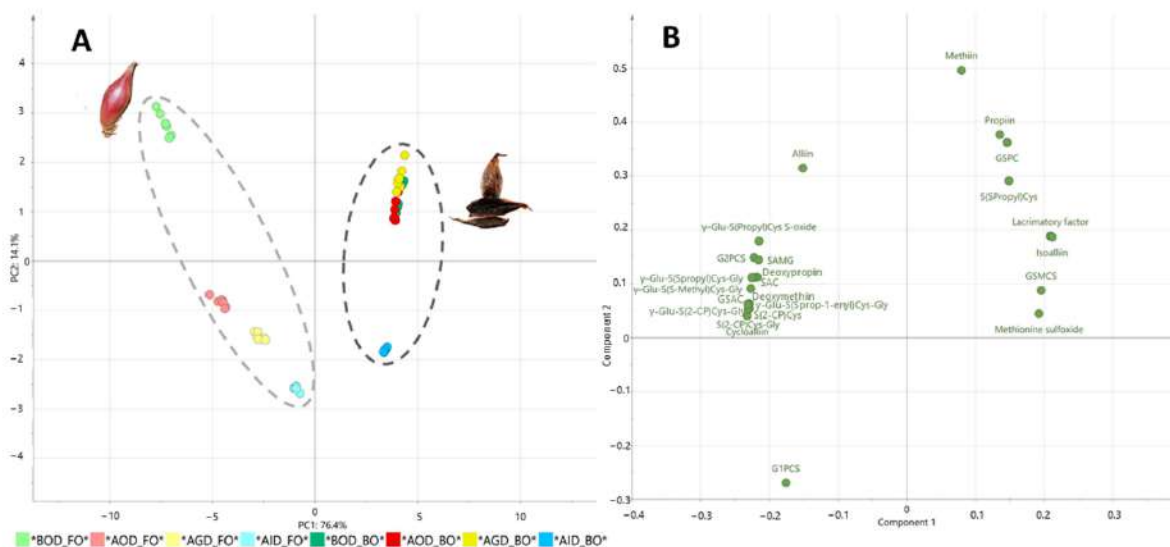 A
4
3
2
1
0
-1
-2
-3
-4
PC2: 14.1%
-10
-5
0
5
10
PC1: 76.4%
*BOD_FO* *AOD_FO* *AGD_FO* *AID_FO* *BOD_BO* *AOD_BO* *AGD_BO* *AID_BO*
B
0.5
0.4
0.3
0.2
0.1
0
-0.1
-0.2
-0.3
Component 2
Methiin
Propiin
GSPC
Alliin
S(SPropyl)Cys
γ-Glu-S(Propyl)Cys S-oxide
Lacrimatory factor
Isoalliin
G2PCS
SAMG
Deoxypropiin
γ-Glu-S(Spropyl)Cys-Gly
SAC
γ-Glu-S(S-Methyl)Cys-Gly
GSMCS
GSAC
Deoxymethiin
γ-Glu-S(Sprop-1-enyl)Cys-Gly
γ-Glu-S(2-CP)Cys-Gly
S(2-CP)Cys
S(2-CP)Cys-Gly
Cycloalliin
Methionine sulfoxide
G1PCS
-0.4
-0.3
-0.2
-0.1
0
0.1
0.2
0.3
Component 1